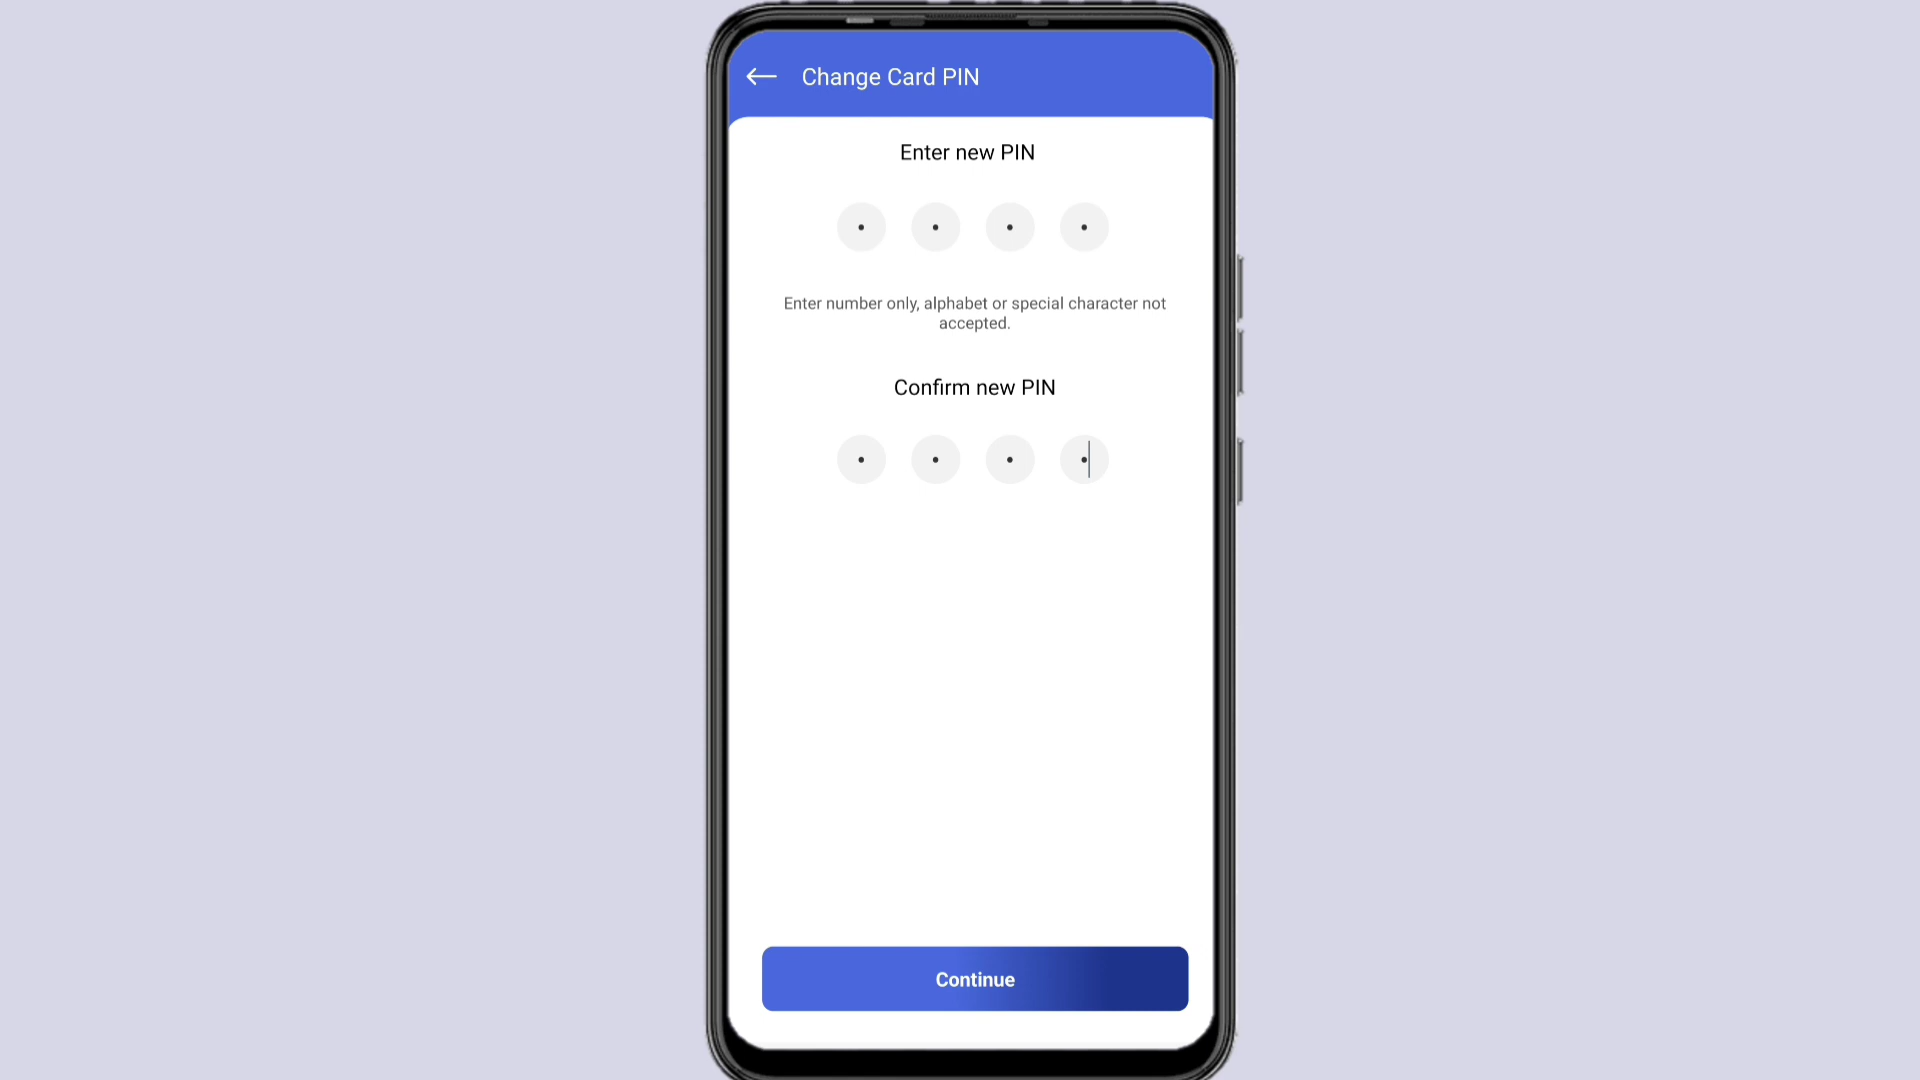 Change Card PIN
Enter new PIN
Enter number only, alphabet or special character not
accepted.
Confirm new PIN
Continue